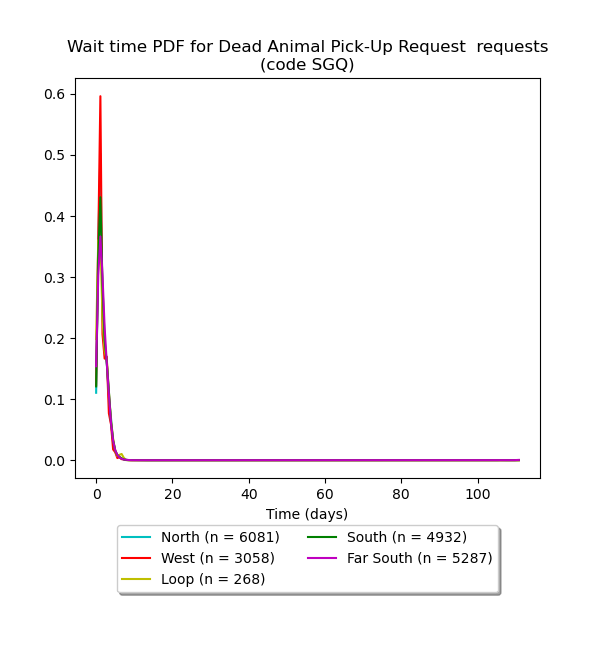 Wait time PDF for Dead Animal Pick-Up Request  requests
(code SGQ)
0.6
0.5
0.4
0.3
0.2
0.1
0.0
0 20 40 60 80 100
Time (days)
North (n = 6081)
West (n = 3058)
Loop (n = 268)
South (n = 4932)
Far South (n = 5287)